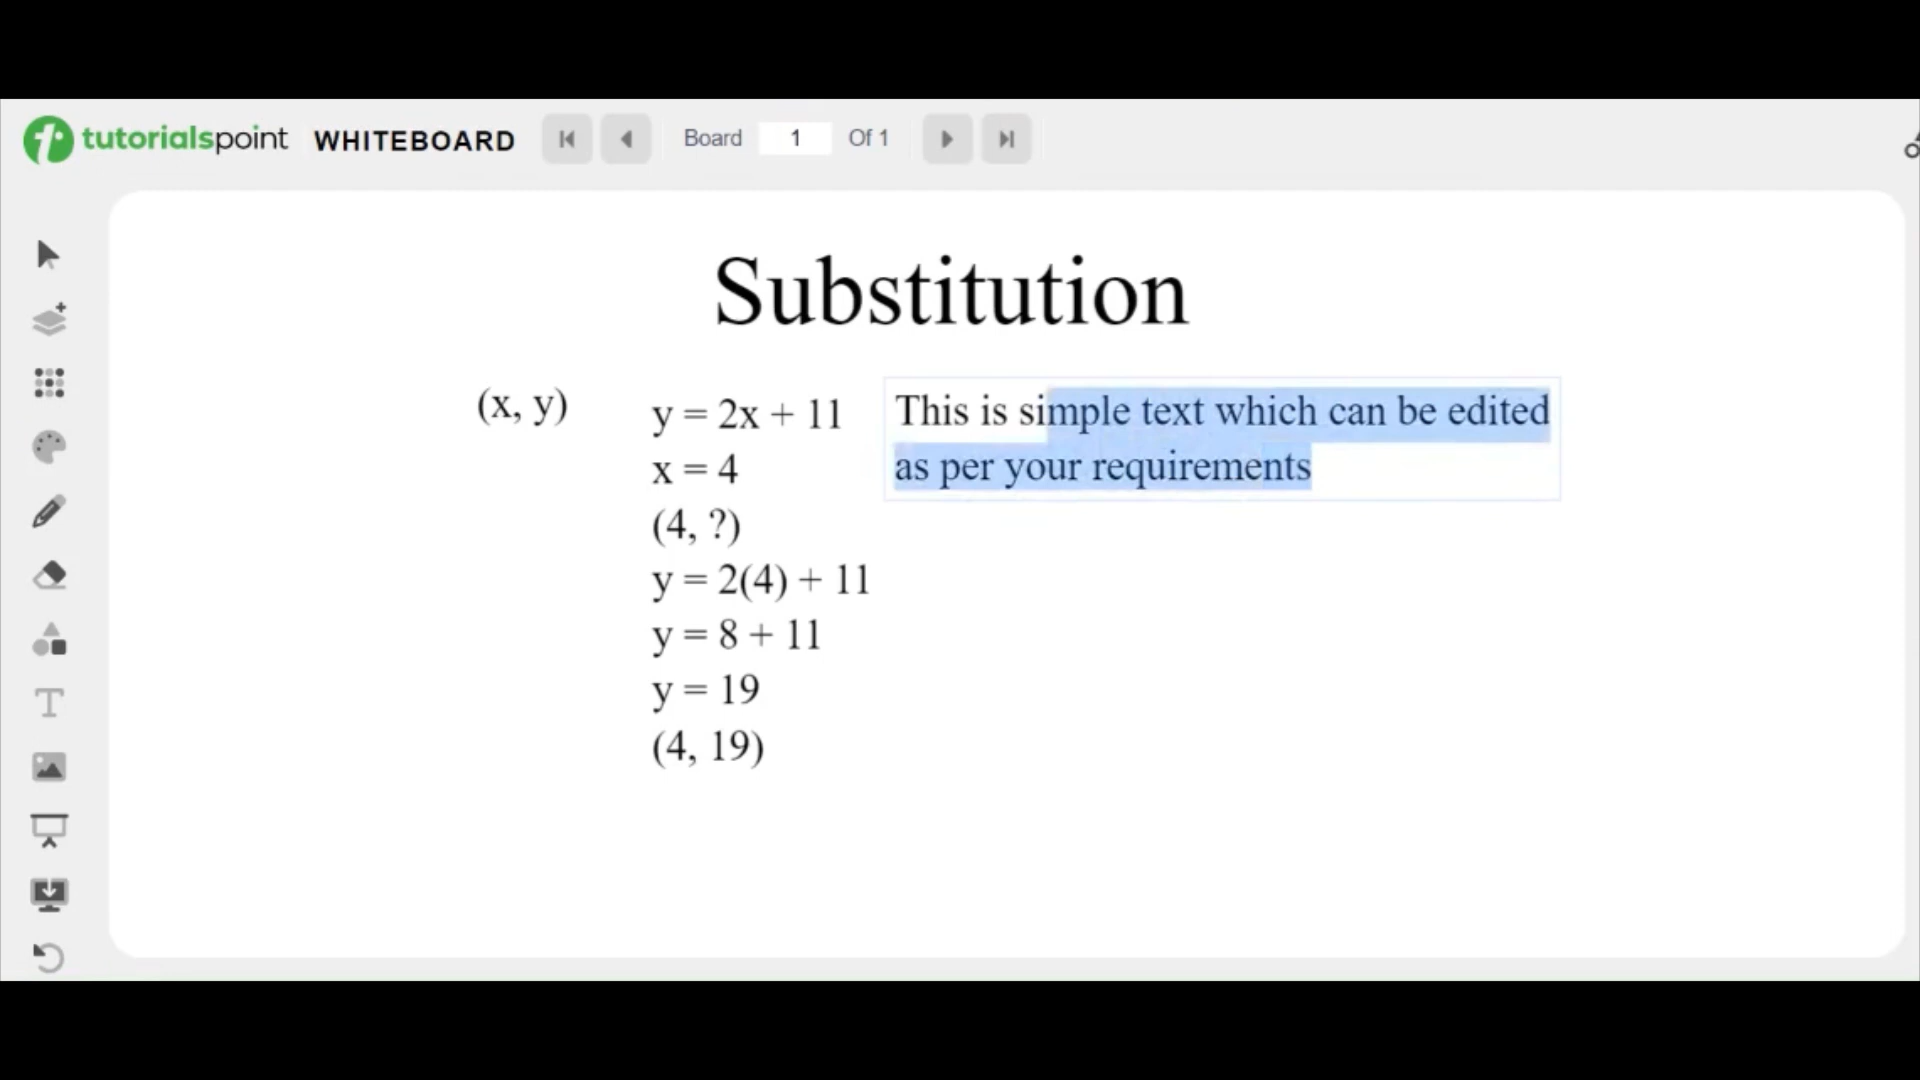 tutorialspoint WHITEBOARD Board 1 Of 1
Substitution
(x, y)
y = 2x + 11
x = 4
(4, ?)
y = 2(4) + 11
y = 8 + 11
y = 19
(4, 19)
This is simple text which can be edited
as per your requirements
T